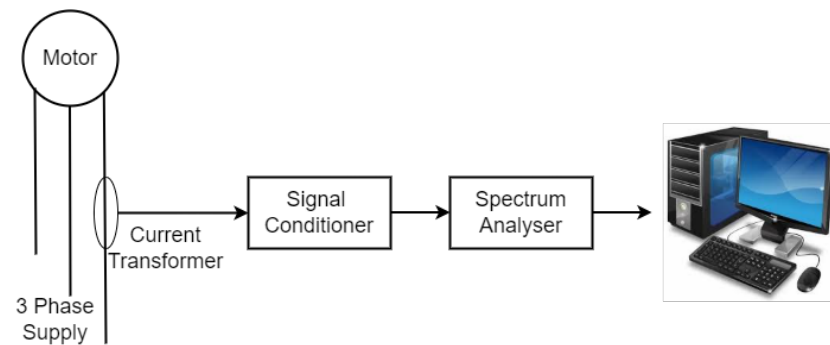 Motor
Signal
Conditioner
Spectrum
Analyser
Current
Transformer
3 Phase
Supply